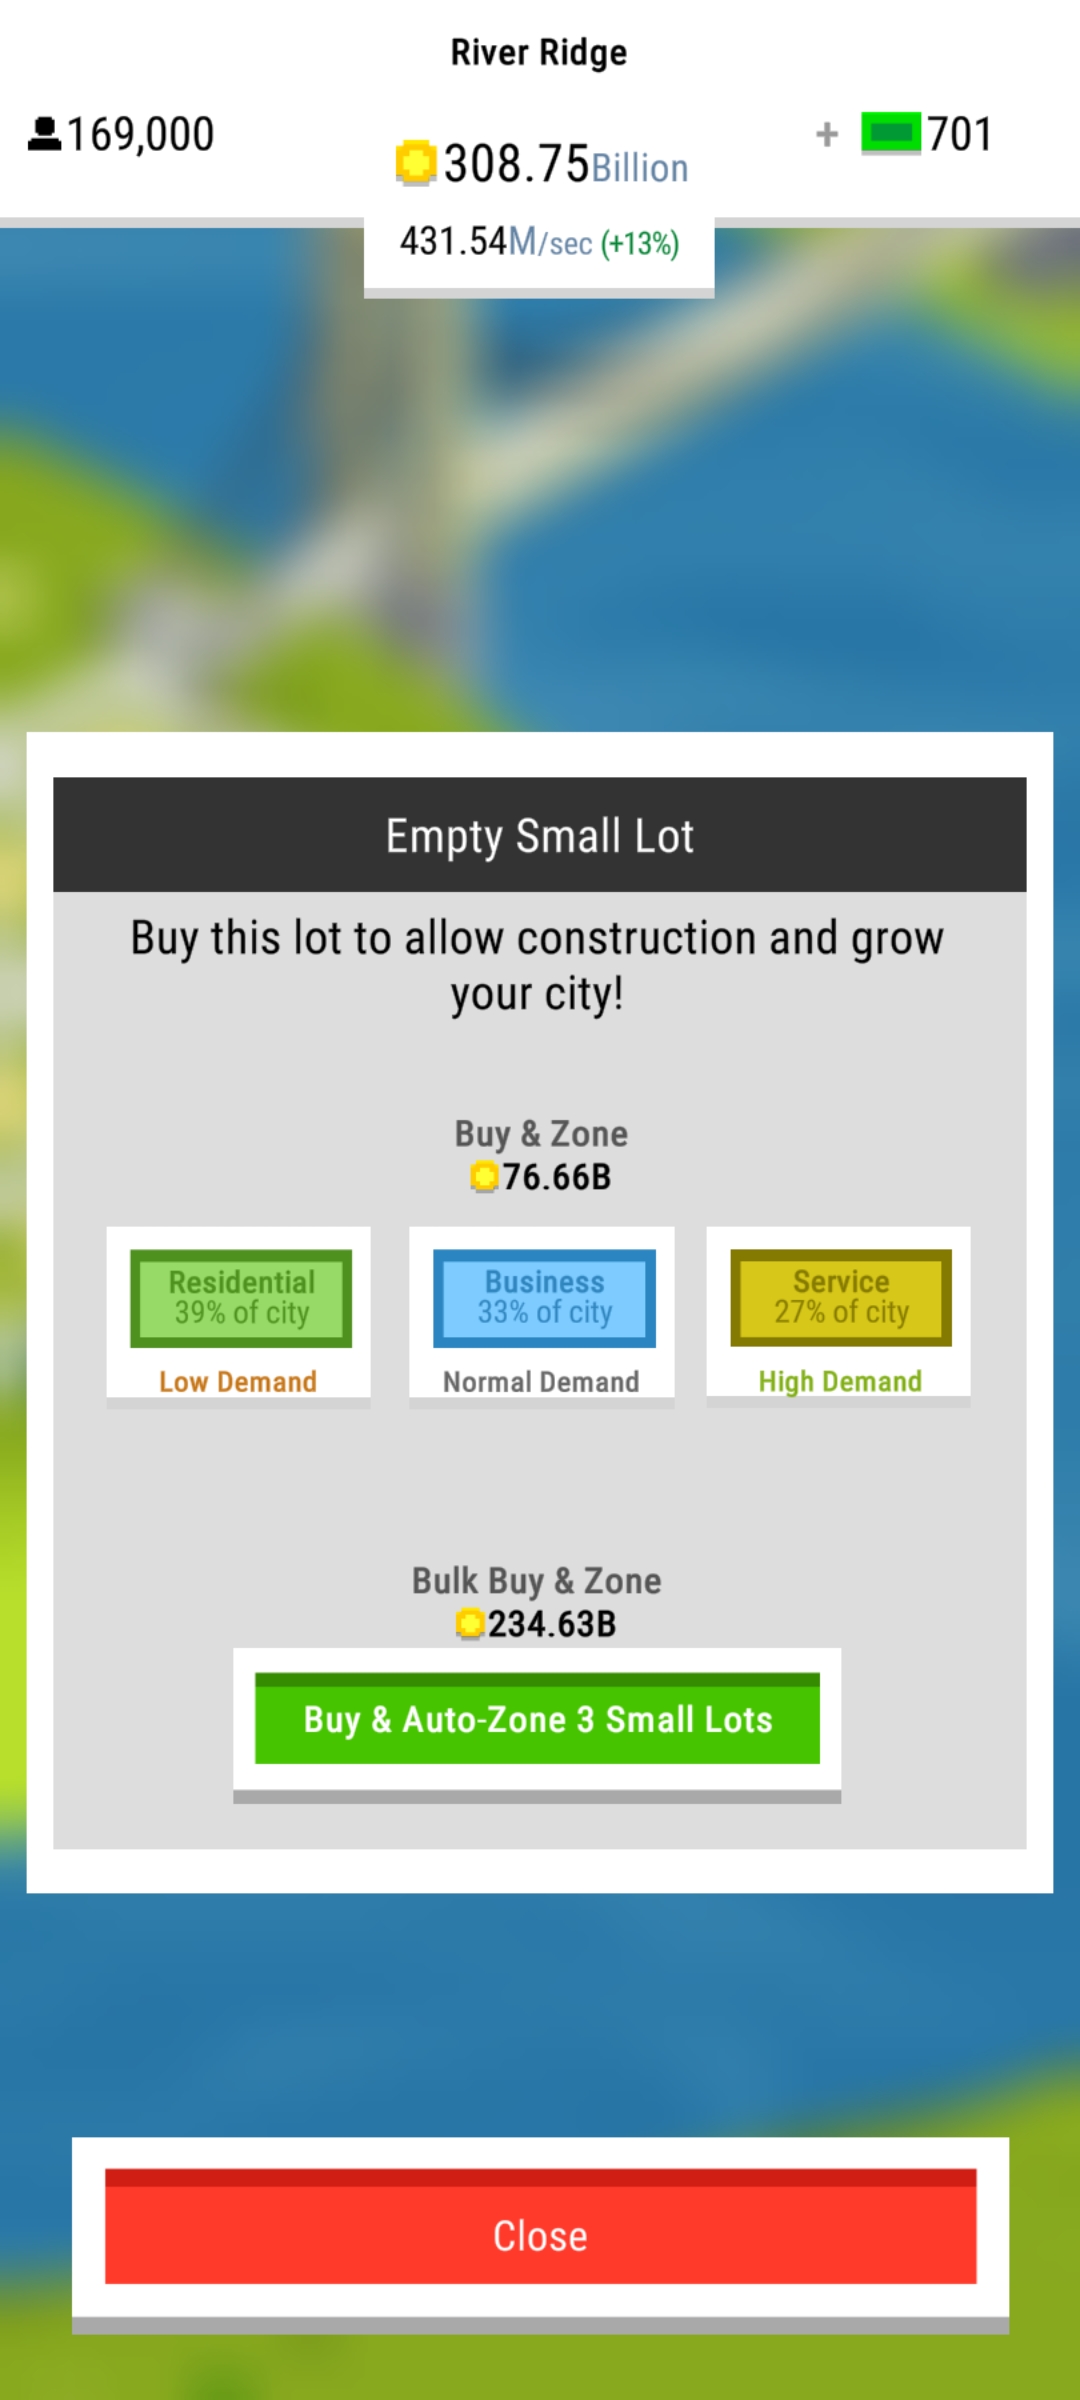 River Ridge
169,000
+ 701
308.75Billion
431.54M/sec (+13%)
Empty Small Lot
Buy this lot to allow construction and grow
your city!
Buy & Zone
76.66B
Residential
39% of city
Low Demand
Business
33% of city
Normal Demand
Service
27% of city
High Demand
Bulk Buy & Zone
234.63B
Buy & Auto-Zone 3 Small Lots
Close